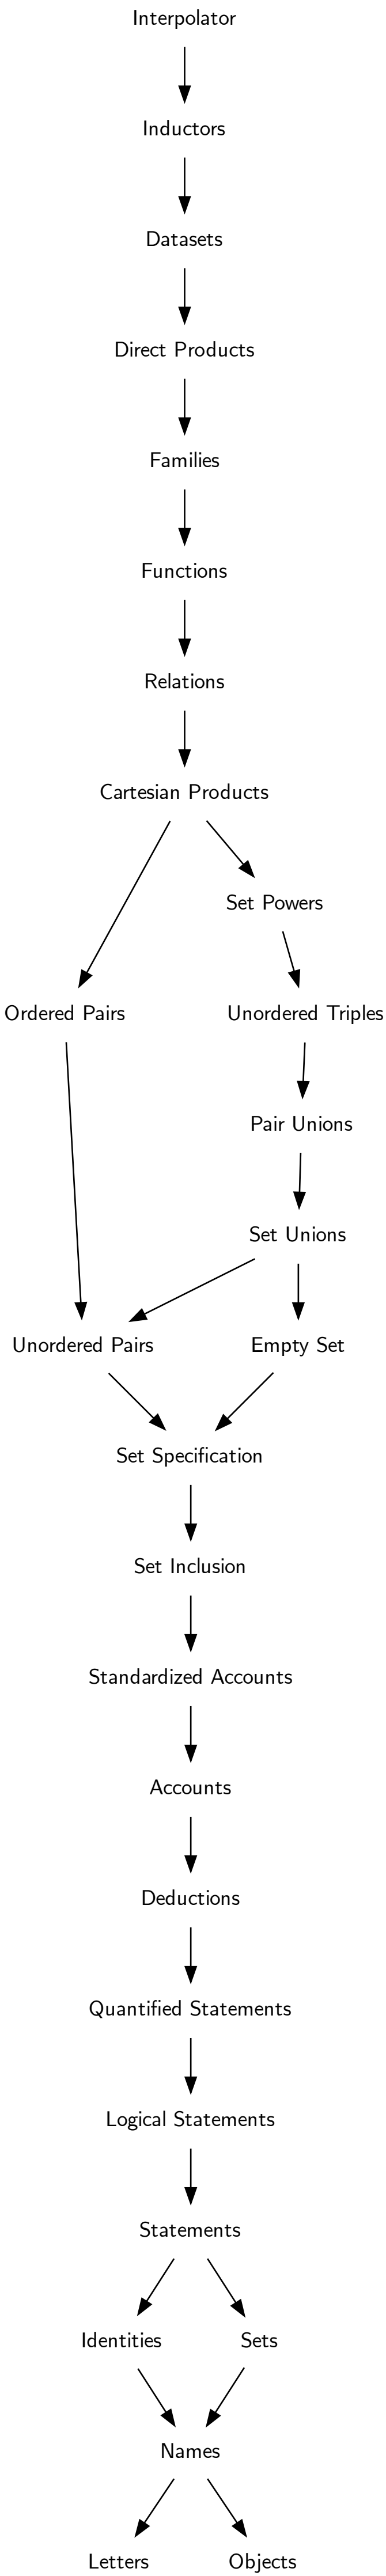 Interpolator
Inductors
Datasets
Direct Products
Families
Functions
Relations
Cartesian Products
Set Powers
Ordered Pairs
Unordered Triples
Pair Unions
Set Unions
Unordered Pairs
Empty Set
Set Specification
Set Inclusion
Standardized Accounts
Accounts
Deductions
Quantified Statements
Logical Statements
Statements
Identities
Sets
Names
Letters
Objects